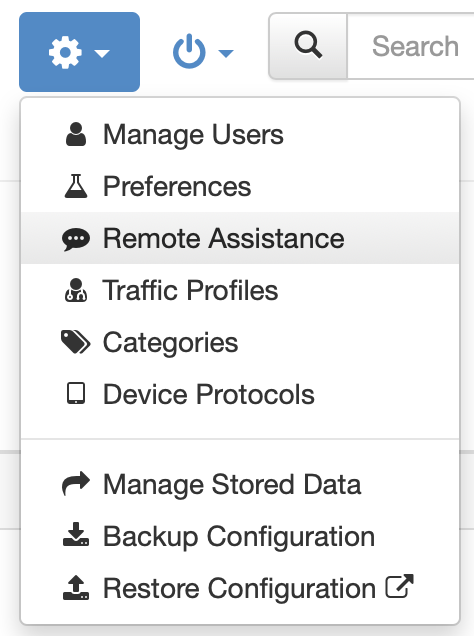 Search
Manage Users
Preferences
Remote Assistance
Traffic Profiles
Categories
Device Protocols
Manage Stored Data
Backup Configuration
Restore Configuration